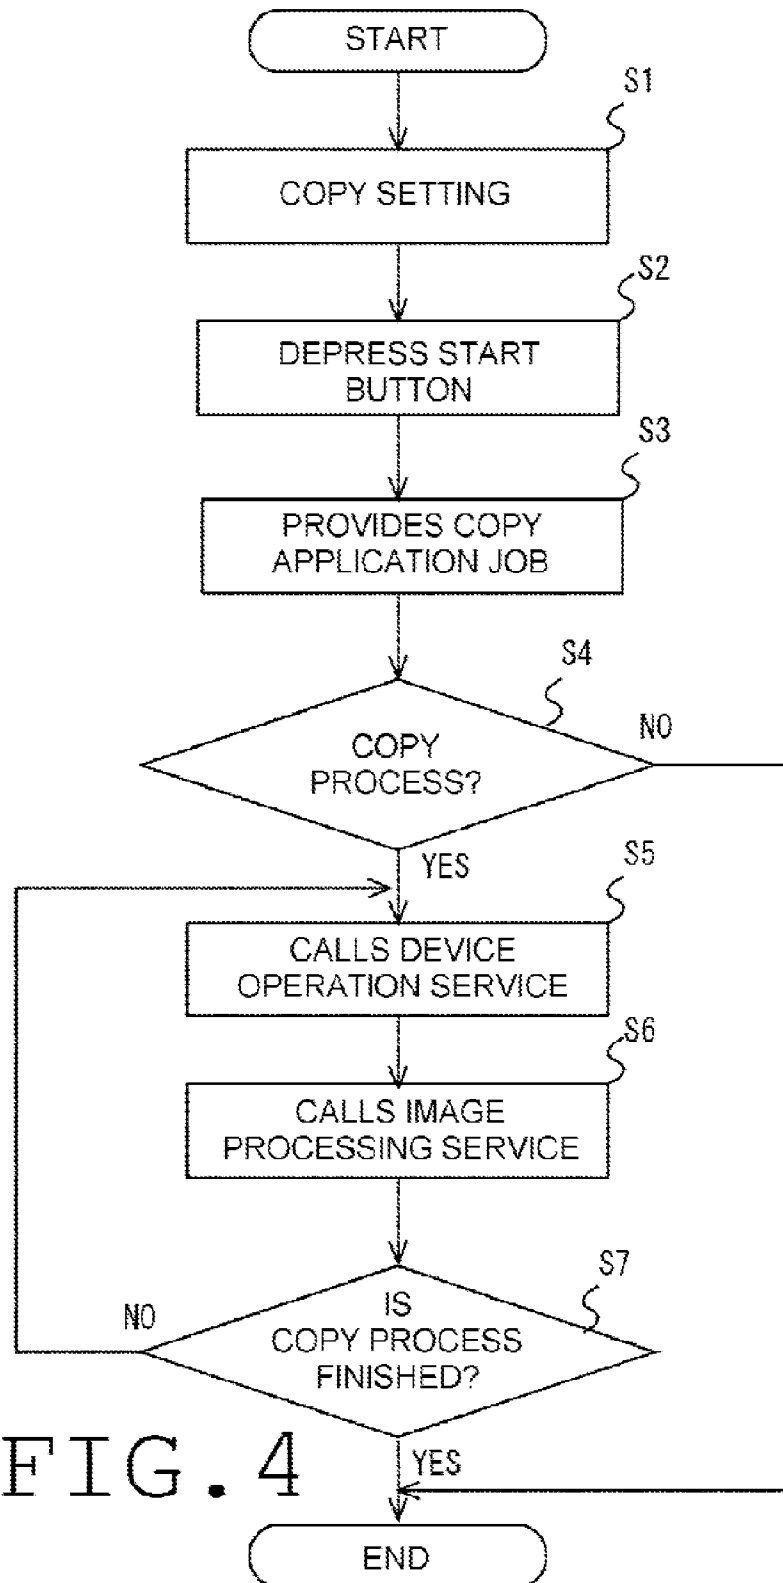 START
S1
COPY SETTING
S2
DEPRESS START
BUTTON
S3
PROVIDES COPY
APPLICATION JOB
S4
NO
COPY
PROCESS?
YES
S5
CALLS DEVICE
OPERATION SERVICE
S6
CALLS IMAGE
PROCESSING SERVICE
S7
NO
IS
COPY PROCESS
FINISHED?
YES
FIG.4
END